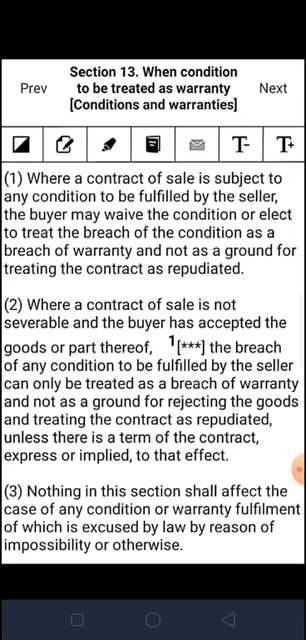 Prev
Section 13. When condition
to be treated as warranty
[Conditions and warranties]
Next
T-
T+
(1) Where a contract of sale is subject to
any condition to be fulfilled by the seller,
the buyer may waive the condition or elect
to treat the breach of the condition as a
breach of warranty and not as a ground for
treating the contract as repudiated.
(2) Where a contract of sale is not
severable and the buyer has accepted the
goods or part thereof, 1[***] the breach
of any condition to be fulfilled by the seller
can only be treated as a breach of warranty
and not as a ground for rejecting the goods
and treating the contract as repudiated,
unless there is a term of the contract,
express or implied, to that effect.
(3) Nothing in this section shall affect the
case of any condition or warranty fulfilment
of which is excused by law by reason of
impossibility or otherwise.